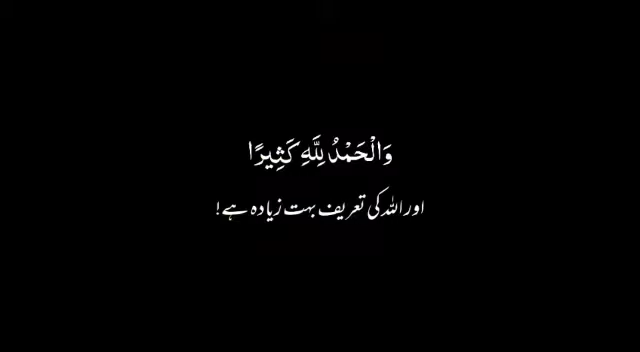 وَالْحَمْدُ لِلَّهِ كَثِيرًا
اور اللہ کی تعریف بہت زیادہ ہے!